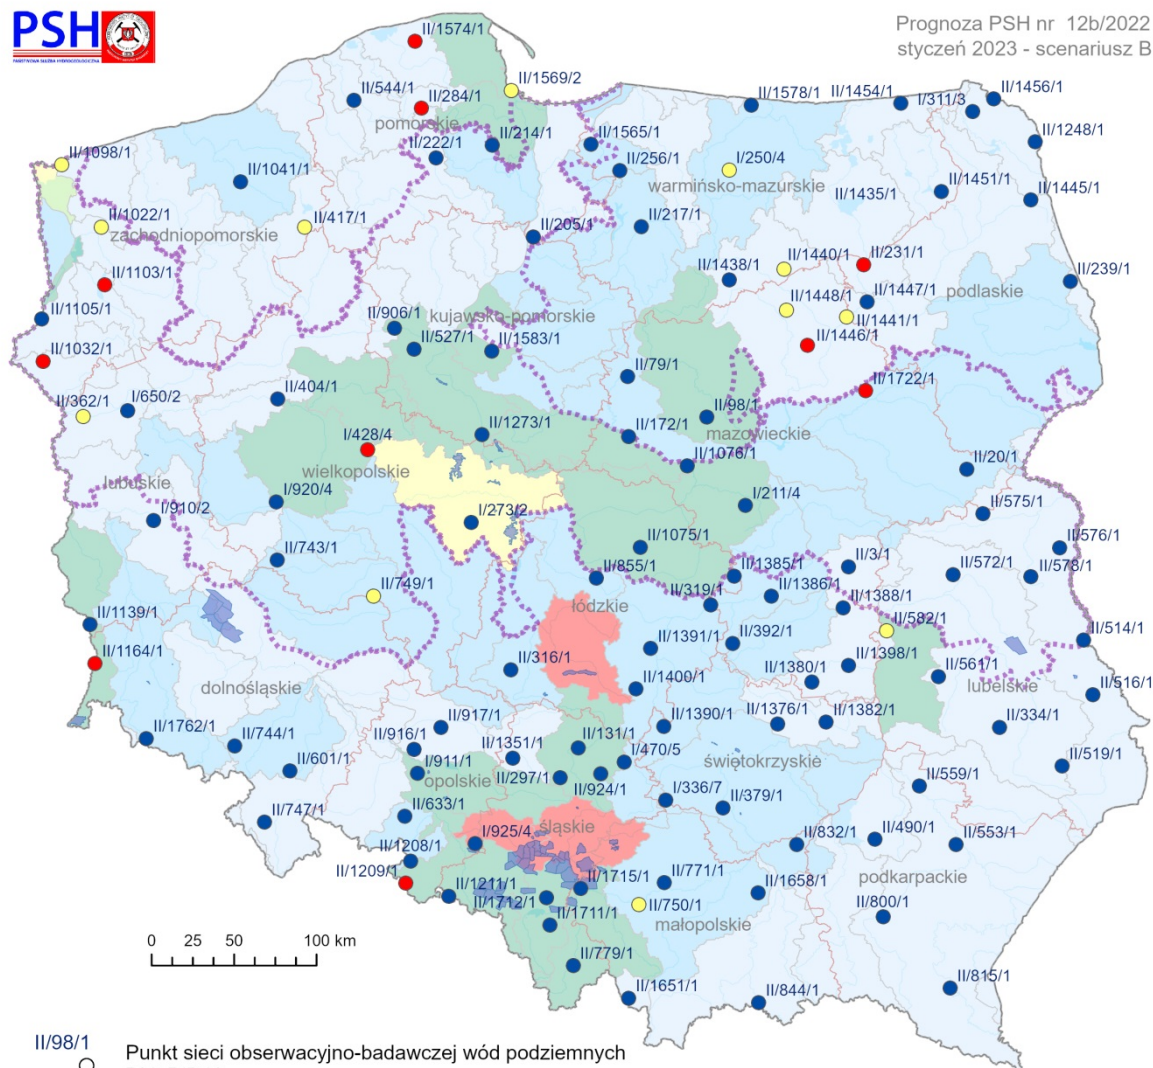 PSH
PAŃSTWOWA SŁUŻBA HYDROGEOLOGICZNA
Prognoza PSH nr 12b/2022
styczeń 2023 - scenariusz B
II/1574/1
II/1569/2
II/544/1
II/284/1
pomorskie
II/1578/1
II/1454/1
I/311/3
II/1456/1
II/1248/1
II/222/1
II/214/1
II/1565/1
II/256/1
I/250/4
warmińsko-mazurskie
II/1435/1
II/1451/1
II/1445/1
II/1098/1
II/1041/1
II/1022/1
zachodniopomorskie
II/417/1
II/205/1
II/217/1
II/1440/1
II/231/1
II/239/1
II/1103/1
II/1438/1
II/1448/1
II/1447/1
podlaskie
II/1105/1
II/906/1
kujawsko-pomorskie
II/1441/1
II/1032/1
II/527/1
II/1583/1
II/1446/1
II/79/1
II/1722/1
II/362/1
I/650/2
II/404/1
II/98/1
mazowieckie
I/428/4
II/1273/1
II/172/1
II/1076/1
wielkopolskie
II/20/1
lubuskie
I/920/4
I/910/2
I/273/2
I/211/4
II/575/1
II/743/1
II/1075/1
II/576/1
II/749/1
II/855/1
II/1385/1
II/3/1
II/572/1
II/578/1
II/319/1
II/1386/1
II/1388/1
łódzkie
II/1139/1
II/582/1
II/514/1
II/1164/1
II/316/1
II/1391/1
II/392/1
II/1398/1
II/561/1
lubelskie
dolnośląskie
II/1400/1
II/1380/1
II/516/1
II/1762/1
II/744/1
II/917/1
II/1390/1
II/1376/1
II/1382/1
II/334/1
II/916/1
II/1351/1
II/131/1
I/470/5
II/601/1
I/911/1
opolskie
II/297/1
II/924/1
świętokrzyskie
II/519/1
II/559/1
II/747/1
II/633/1
I/336/7
II/379/1
I/925/4
śląskie
II/832/1
II/490/1
II/553/1
II/1208/1
II/1209/1
II/1211/1
II/1715/1
II/771/1
II/1658/1
podkarpackie
II/1712/1
II/1711/1
II/750/1
małopolskie
II/800/1
II/779/1
II/1651/1
II/844/1
II/815/1
0 25 50 100 km
II/98/1
Punkt sieci obserwacyjno-badawczej wód podziemnych